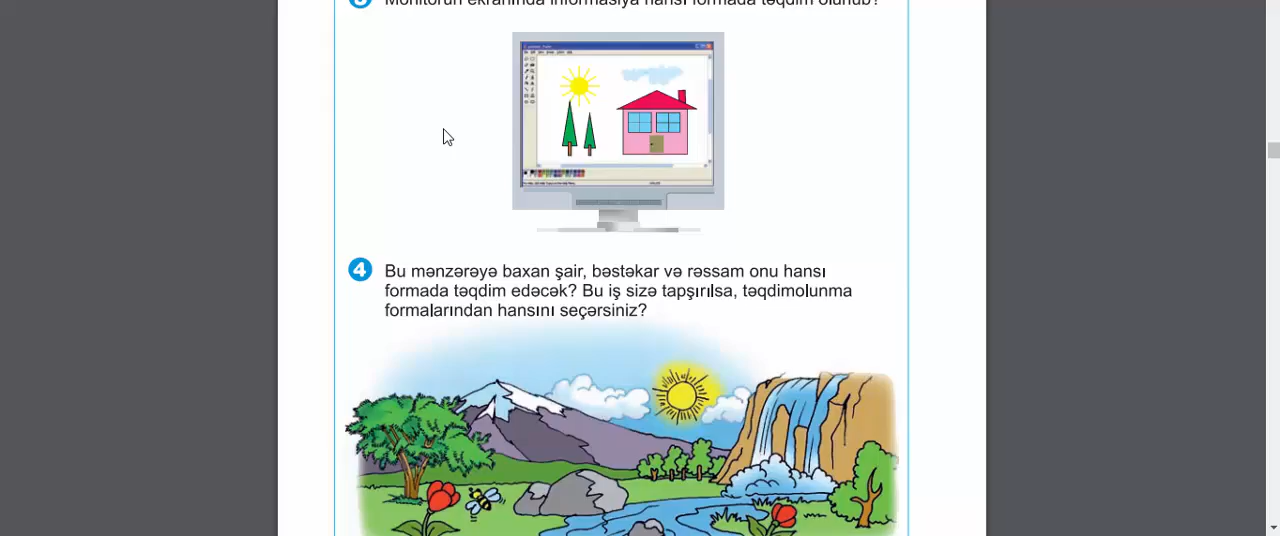 Monitorun ekranında informasiya hansı formada təqdim olunub?
4 Bu mənzərəyə baxan şair, bəstəkar və rəssam onu hansı
formada təqdim edəcək? Bu iş sizə tapşırılsa, təqdimolunma
formalarından hansını seçərsiniz?